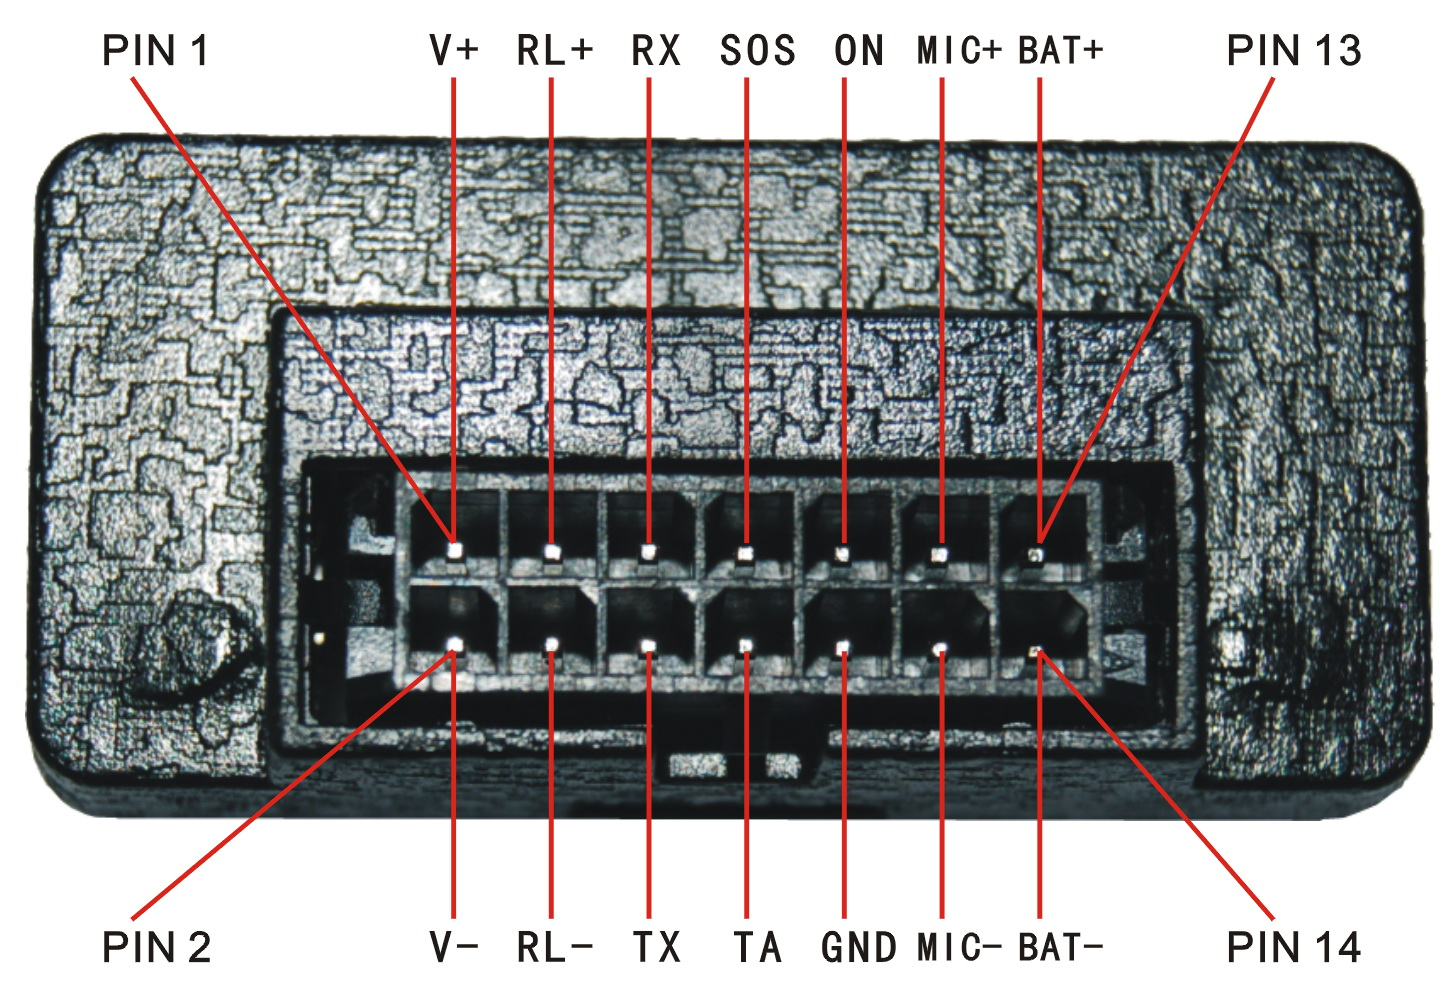 PIN 1 V+ RL+ RX SOS ON MIC+ BAT+ PIN 13
PIN 2 V- RL- TX TA GND MIC- BAT- PIN 14